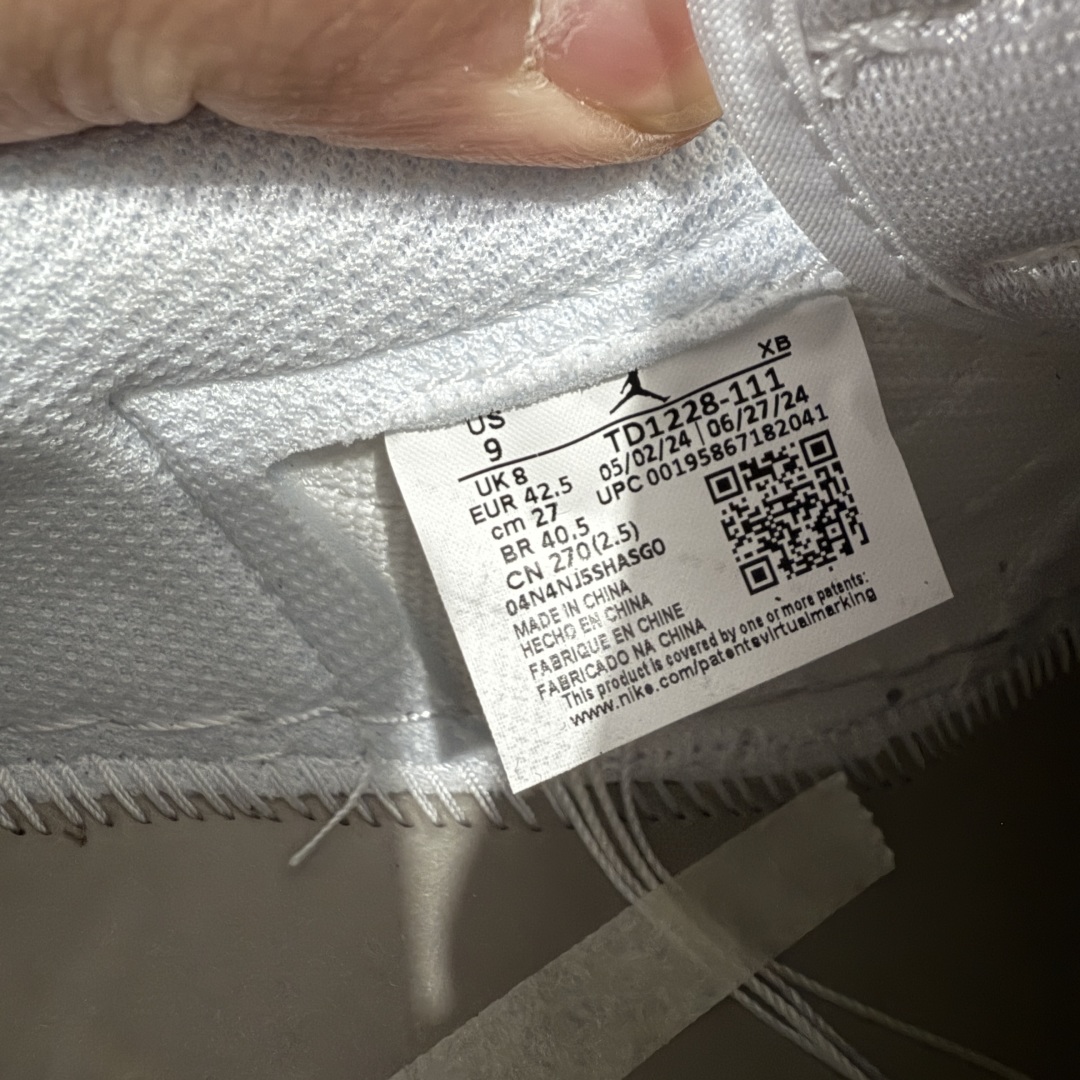 XB
US
9
TD1228-111
05/02/24 | 06/27/24
UPC 00195867182041
UK 8
EUR 42.5
cm 27
BR 40.5
CN 270(2.5)
04N4NJ5SHASG0
MADE IN CHINA
HECHO EN CHINA
FABRIQUE EN CHINE
FABRICADO NA CHINA
This product is covered by one or more patents:
www.nike.com/patentsvirtualmarking